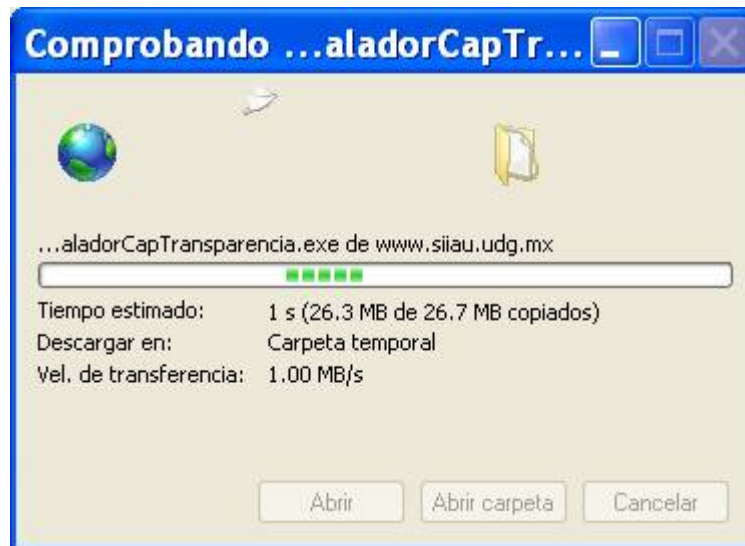 Comprobando ...aladorCapTr...
...aladorCapTransparencia.exe de www.siiau.udg.mx
Tiempo estimado: 1 s (26.3 MB de 26.7 MB copiados)
Descargar en: Carpeta temporal
Vel. de transferencia: 1.00 MB/s
Abrir Abrir carpeta Cancelar